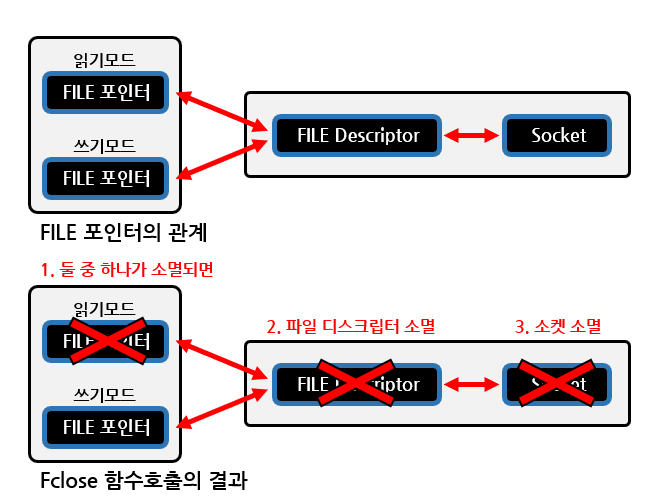 읽기모드
FILE 포인터
쓰기모드
FILE 포인터
FILE Descriptor
Socket
FILE 포인터의 관계
1. 둘 중 하나가 소멸되면
읽기모드
FILE 포인터
쓰기모드
FILE 포인터
2. 파일 디스크립터 소멸
3. 소켓 소멸
FILE Descriptor
Socket
Fclose 함수호출의 결과